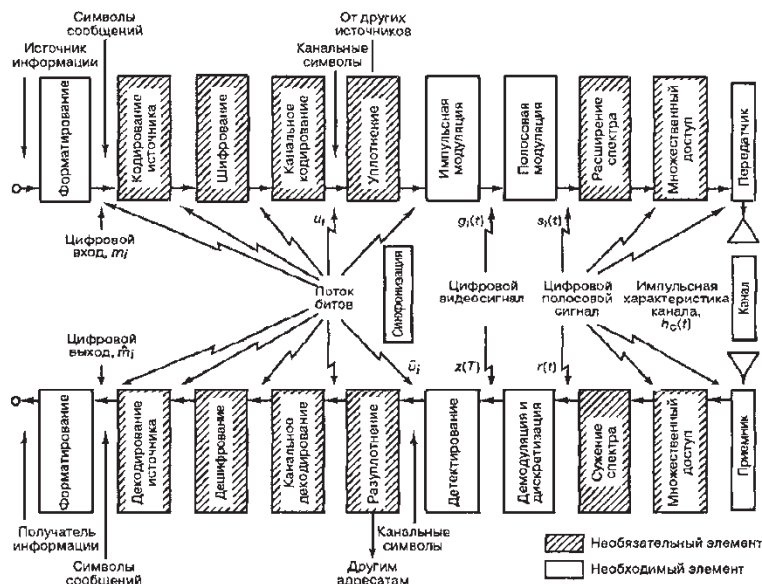 Символы
сообщений
От других
источников
Источник
информации
Канальные
символы
Форматирование
Кодирование
источника
Шифрование
Канальное
кодирование
Уплотнение
Импульсная
модуляция
Полосовая
модуляция
Расширение
спектра
Множественный
доступ
Передатчик
Цифровой
вход, mᵢ
uᵢ
gᵢ(t)
sᵢ(t)
Поток
битов
Синхронизация
Цифровой
видеосигнал
Цифровой
полосовой
сигнал
Импульсная
характеристика
канала,
h_c(t)
Канал
Цифровой
выход, m̂ᵢ
ûᵢ
z(T)
r(t)
Форматирование
Декодирование
источника
Дешифрование
Канальное
декодирование
Разуплотнение
Детектирование
Демодуляция и
дискретизация
Сужение
спектра
Множественный
доступ
Приемник
Получатель
информации
Символы
сообщений
Канальные
символы
Другим
адресатам
Необязательный элемент
Необходимый элемент